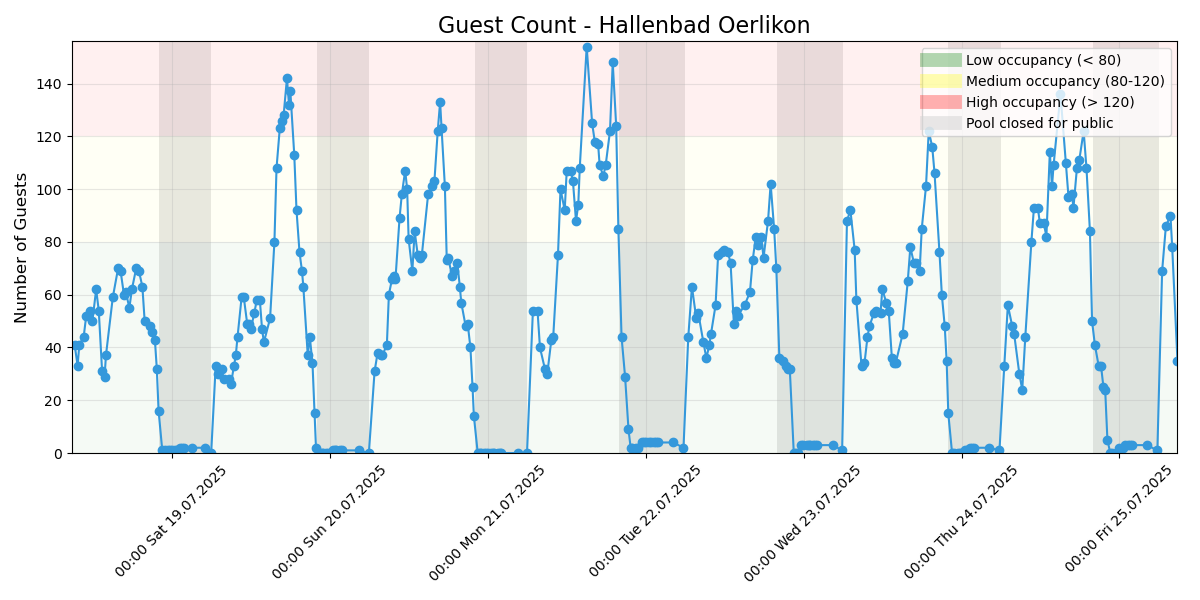 Guest Count - Hallenbad Oerlikon
Number of Guests
140
120
100
80
60
40
20
0
Low occupancy (< 80)
Medium occupancy (80-120)
High occupancy (> 120)
Pool closed for public
00:00 Sat 19.07.2025
00:00 Sun 20.07.2025
00:00 Mon 21.07.2025
00:00 Tue 22.07.2025
00:00 Wed 23.07.2025
00:00 Thu 24.07.2025
00:00 Fri 25.07.2025